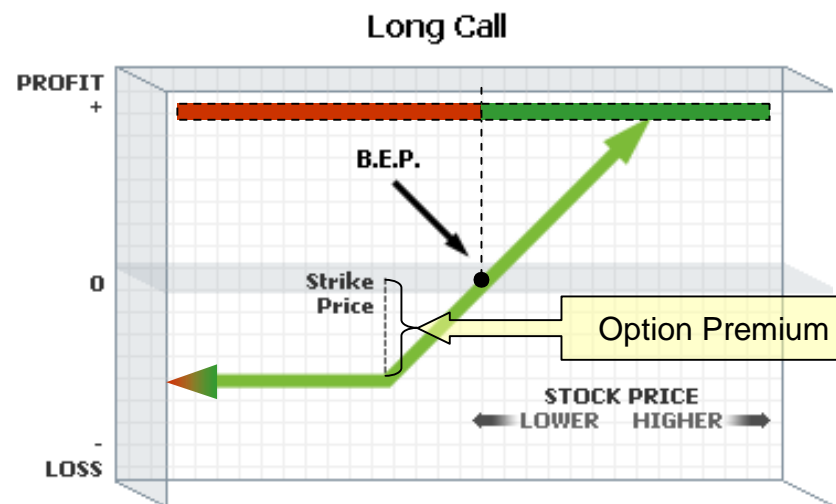 Long Call
PROFIT
+
B.E.P.
0
Strike
Price
Option Premium
STOCK PRICE
LOWER HIGHER
-
LOSS